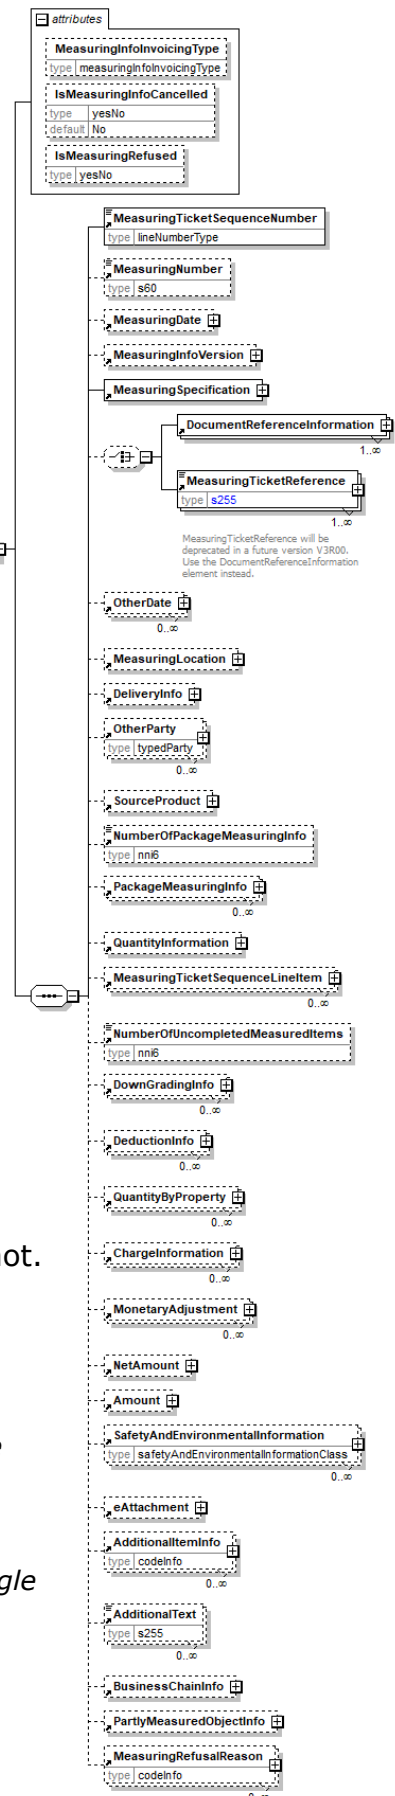 attributes
MeasuringInfoInvoicingType
type measuringInfoInvoicingType
IsMeasuringInfoCancelled
type yesNo
default No
IsMeasuringRefused
type yesNo
MeasuringTicketSequenceNumber
type lineNumberType
MeasuringNumber
type s60
MeasuringDate
MeasuringInfoVersion
MeasuringSpecification
DocumentReferenceInformation
1..∞
MeasuringTicketReference
type s255
1..∞
MeasuringTicketReference will be
deprecated in a future version V3R00.
Use the DocumentReferenceInformation
element instead.
OtherDate
0..∞
MeasuringLocation
DeliveryInfo
OtherParty
type typedParty
0..∞
SourceProduct
NumberOfPackageMeasuringInfo
type nni6
PackageMeasuringInfo
0..∞
QuantityInformation
MeasuringTicketSequenceLineItem
0..∞
NumberOfUncompletedMeasuredItems
type nni6
DownGradingInfo
0..∞
DeductionInfo
0..∞
QuantityByProperty
0..∞
ot.
ChargeInformation
0..∞
MonetaryAdjustment
0..∞
NetAmount
Amount
SafetyAndEnvironmentalInformation
type safetyAndEnvironmentalInformationClass
0..∞
eAttachment
AdditionalItemInfo
type codeInfo
0..∞
gle
AdditionalText
type s255
0..∞
BusinessChainInfo
PartlyMeasuredObjectInfo
MeasuringRefusalReason
type codeInfo
0..∞